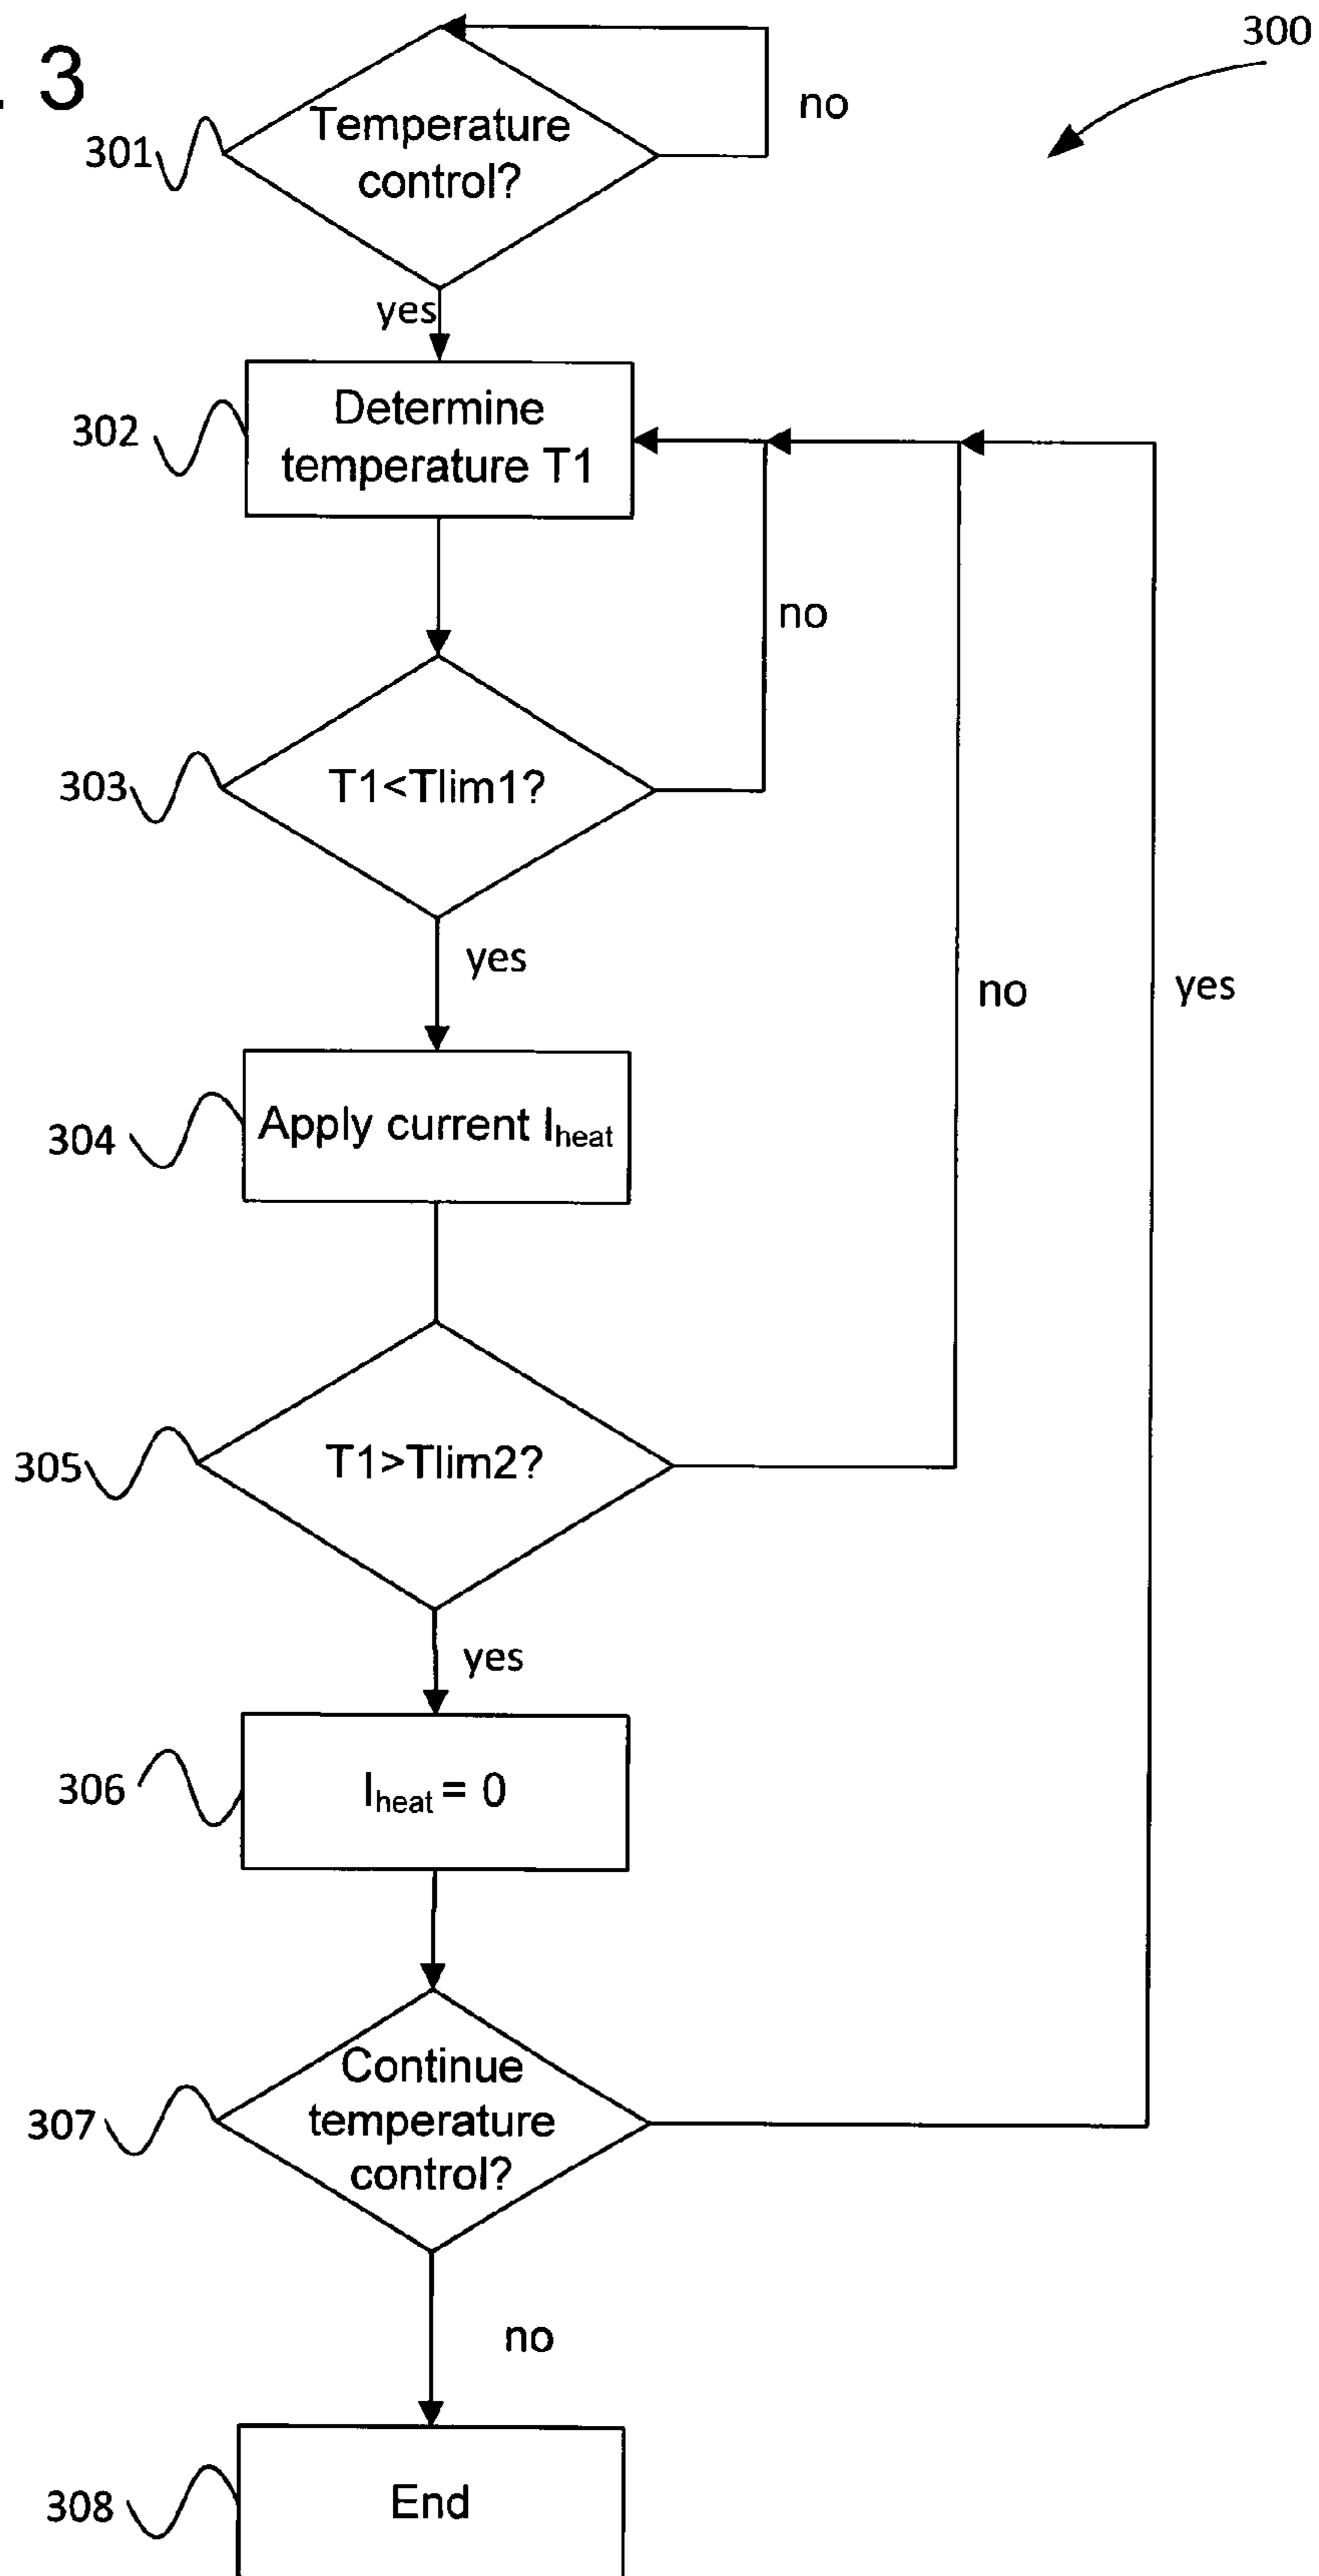 . 3
300
301
Temperature
control?
no
yes
302
Determine
temperature T1
no
303
T1<Tlim1?
yes
no
yes
304
Apply current Iheat
305
T1>Tlim2?
yes
306
Iheat = 0
307
Continue
temperature
control?
no
308
End